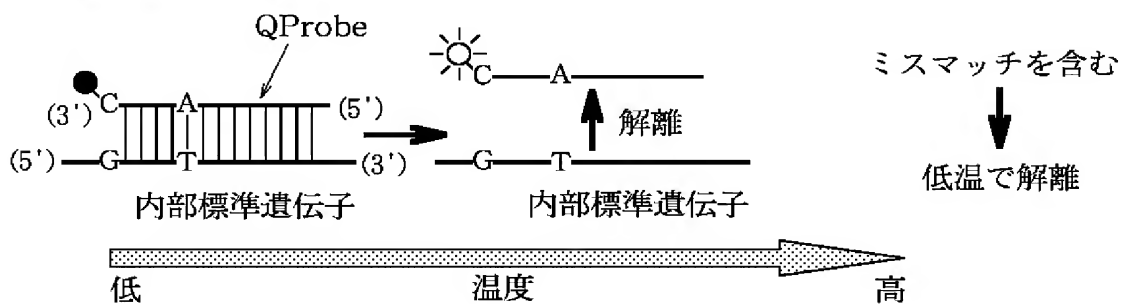 QProbe
(3')
C
A
(5')
(5')
G
T
(3')
内部標準遺伝子
C
A
解離
G
T
内部標準遺伝子
ミスマッチを含む
低温で解離
低
温度
高